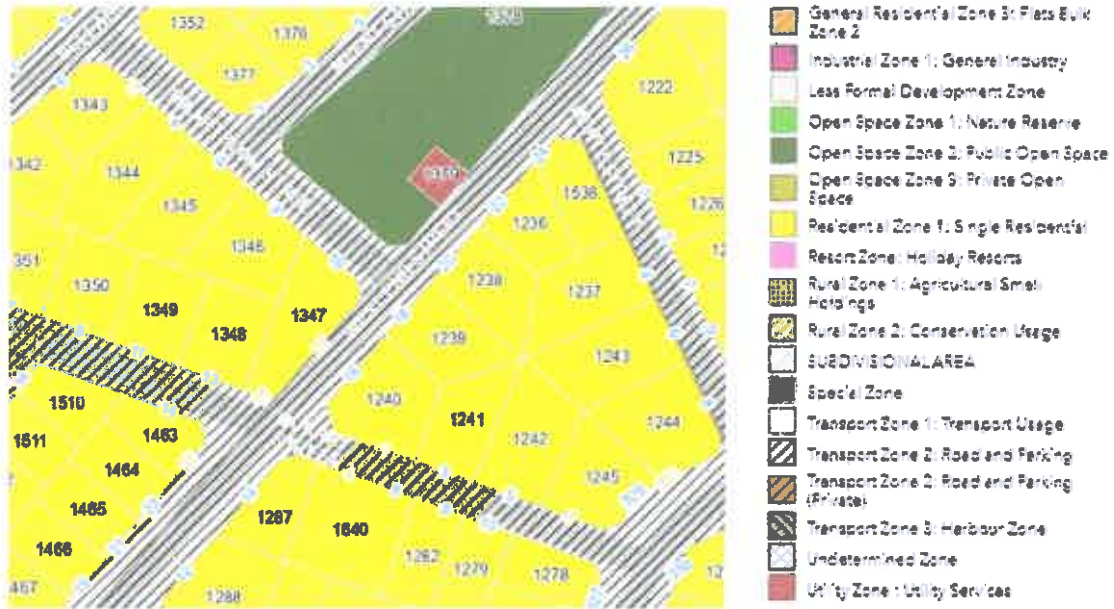 1352
1376
1377
1343
1342
1344
1345
1346
1351
1350
1349
1348
1347
1510
1511
1463
1464
1465
1466
1467
1222
1225
1226
1538
1236
1238
1237
1239
1243
1240
1241
1242
1244
1245
1287
1640
1262
1279
1278
1288
General Residential Zone 3: Flats Bulk
Zone 2
Industrial Zone 1: General Industry
Less Formal Development Zone
Open Space Zone 1: Nature Reserve
Open Space Zone 2: Public Open Space
Open Space Zone 3: Private Open
Space
Residential Zone 1: Single Residential
Resort Zone: Holiday Resorts
Rural Zone 1: Agricultural Small
Holdings
Rural Zone 2: Conservation Usage
SUBDIVISIONAL AREA
Special Zone
Transport Zone 1: Transport Usage
Transport Zone 2: Road and Parking
Transport Zone 2: Road and Parking
(Private)
Transport Zone 3: Harbour Zone
Undetermined Zone
Utility Zone : Utility Services